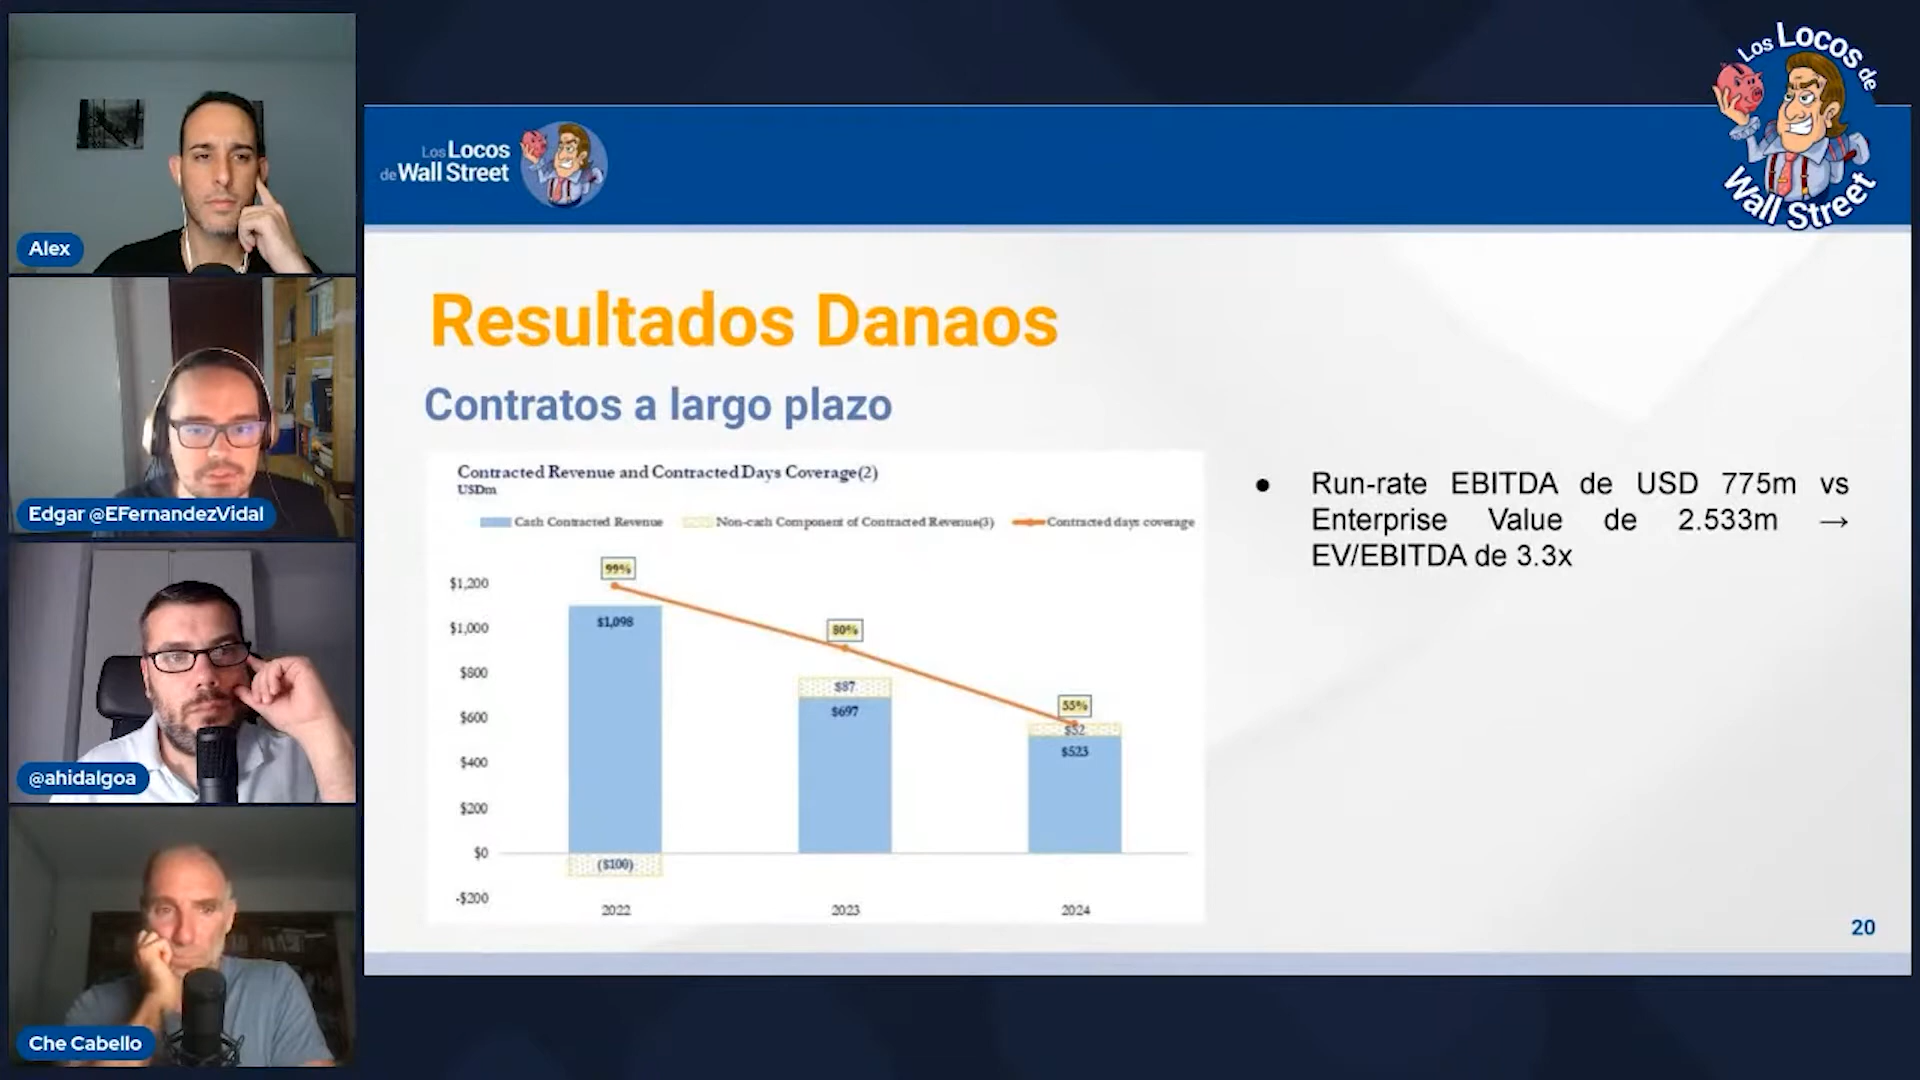 Los Locos de
Wall Street
Los Locos
de Wall Street
Alex
Edgar @EFernandezVidal
@ahidalgoa
Che Cabello
Resultados Danaos
Contratos a largo plazo
Contracted Revenue and Contracted Days Coverage(2)
USDm
Cash Contracted Revenue
Non-cash Component of Contracted Revenue(3)
Contracted days coverage
$1,200
$1,000
$800
$600
$400
$200
$0
-$200
99%
$1,098
($100)
80%
$87
$697
55%
$52
$523
2022
2023
2024
● Run-rate EBITDA de USD 775m vs
Enterprise Value de 2.533m →
EV/EBITDA de 3.3x
20